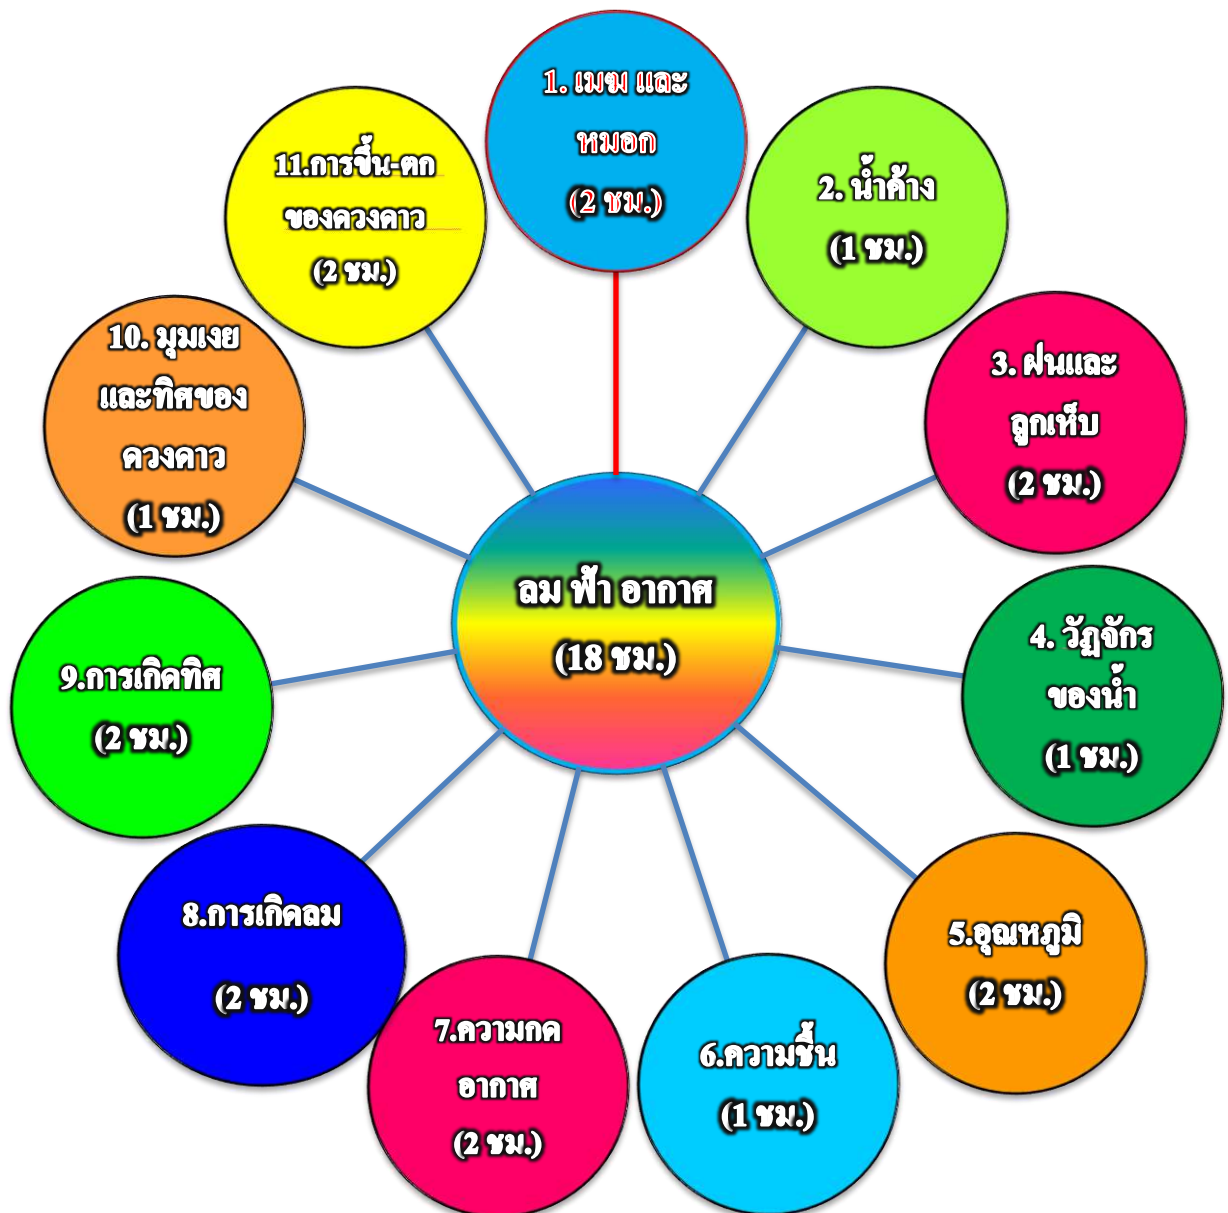 ลม ฟ้า อากาศ
(18 ชม.)
1. เมฆ และ
หมอก
(2 ชม.)
2. น้ำค้าง
(1 ชม.)
3. ฝนและ
ลูกเห็บ
(2 ชม.)
4. วัฏจักร
ของน้ำ
(1 ชม.)
5.อุณหภูมิ
(2 ชม.)
6.ความชื้น
(1 ชม.)
7.ความกด
อากาศ
(2 ชม.)
8.การเกิดลม
(2 ชม.)
9.การเกิดทิศ
(2 ชม.)
10. มุมเงย
และทิศของ
ดวงดาว
(1 ชม.)
11.การขึ้น-ตก
ของดวงดาว
(2 ชม.)